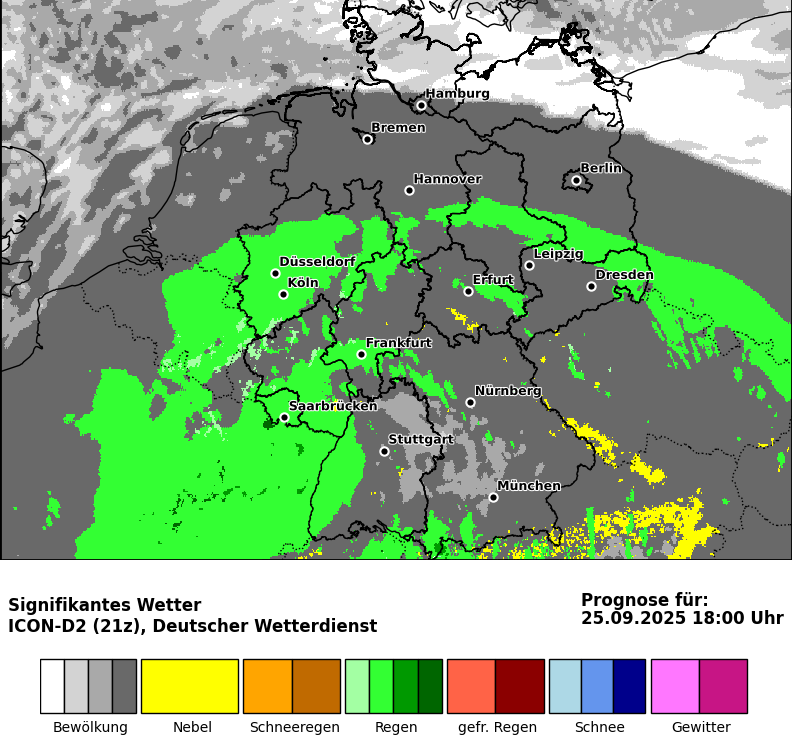 Hamburg
Bremen
Berlin
Hannover
Leipzig
Düsseldorf
Dresden
Köln
Erfurt
Frankfurt
Nürnberg
Saarbrücken
Stuttgart
München
Signifikantes Wetter
ICON-D2 (21z), Deutscher Wetterdienst
Prognose für:
25.09.2025 18:00 Uhr
Bewölkung Nebel Schneeregen Regen gefr. Regen Schnee Gewitter